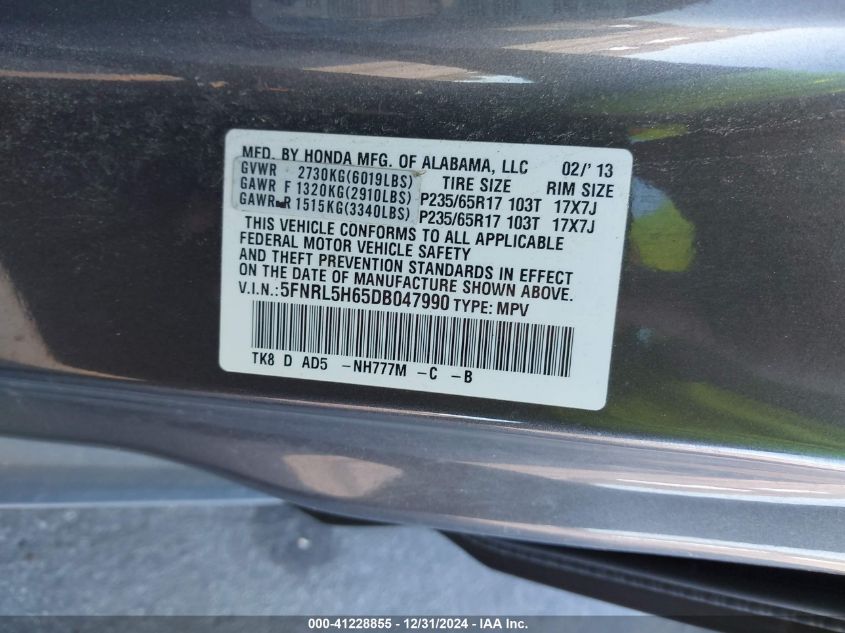 MFD. BY HONDA MFG. OF ALABAMA, LLC 02/' 13
GVWR 2730KG(6019LBS) TIRE SIZE RIM SIZE
GAWR F 1320KG(2910LBS) P235/65R17 103T 17X7J
GAWR R 1515KG(3340LBS) P235/65R17 103T 17X7J
THIS VEHICLE CONFORMS TO ALL APPLICABLE
FEDERAL MOTOR VEHICLE SAFETY
AND THEFT PREVENTION STANDARDS IN EFFECT
ON THE DATE OF MANUFACTURE SHOWN ABOVE.
V.I.N.: 5FNRL5H65DB047990 TYPE: MPV
TK8 D AD5 -NH777M -C -B
000-41228855 - 12/31/2024 - IAA Inc.